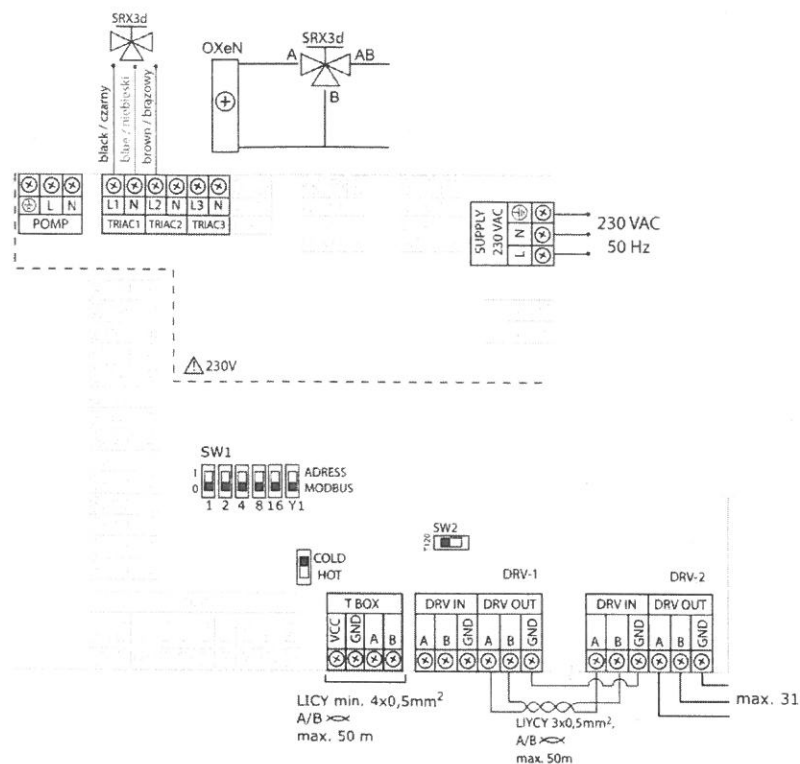 SRX3d
OXeN
SRX3d
A
AB
B
black / czarny
blue / niebieski
brown / brązowy
L N
POMP
L1 N L2 N L3 N
TRIAC1 TRIAC2 TRIAC3
SUPPLY
230 VAC
N
L
230 VAC
50 Hz
230V
SW1
1
0
ADRESS
MODBUS
1 2 4 8 16 Y1
SW2
120
COLD
HOT
DRV-1
DRV-2
T BOX
DRV IN DRV OUT
DRV IN DRV OUT
VCC GND A B
A B GND A B GND
A B GND A B GND
LICY min. 4x0,5mm²
A/B
max. 50 m
LIYCY 3x0,5mm²,
A/B
max. 50m
max. 31